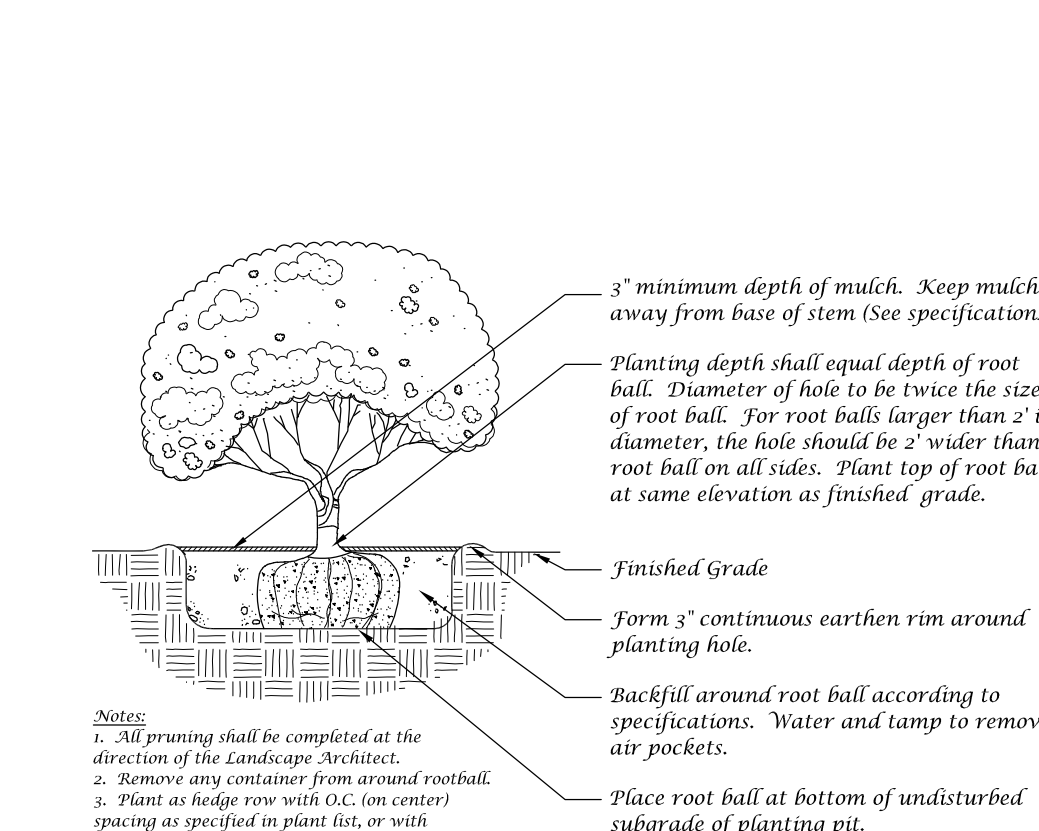 3" minimum depth of mulch. Keep mulch
away from base of stem (See specifications
Planting depth shall equal depth of root
ball. Diameter of hole to be twice the size
of root ball. For root balls larger than 2'
diameter, the hole should be 2' wider than
root ball on all sides. Plant top of root
at same elevation as finished grade.
Finished Grade
Form 3" continuous earthen rim around
planting hole.
Backfill around root ball according to
specifications. Water and tamp to remov
air pockets.
Place root ball at bottom of undisturbed
subgrade of planting pit.
Notes:
1. All pruning shall be completed at the
direction of the Landscape Architect.
2. Remove any container from around rootball.
3. Plant as hedge row with O.C. (on center)
spacing as specified in plant list, or with